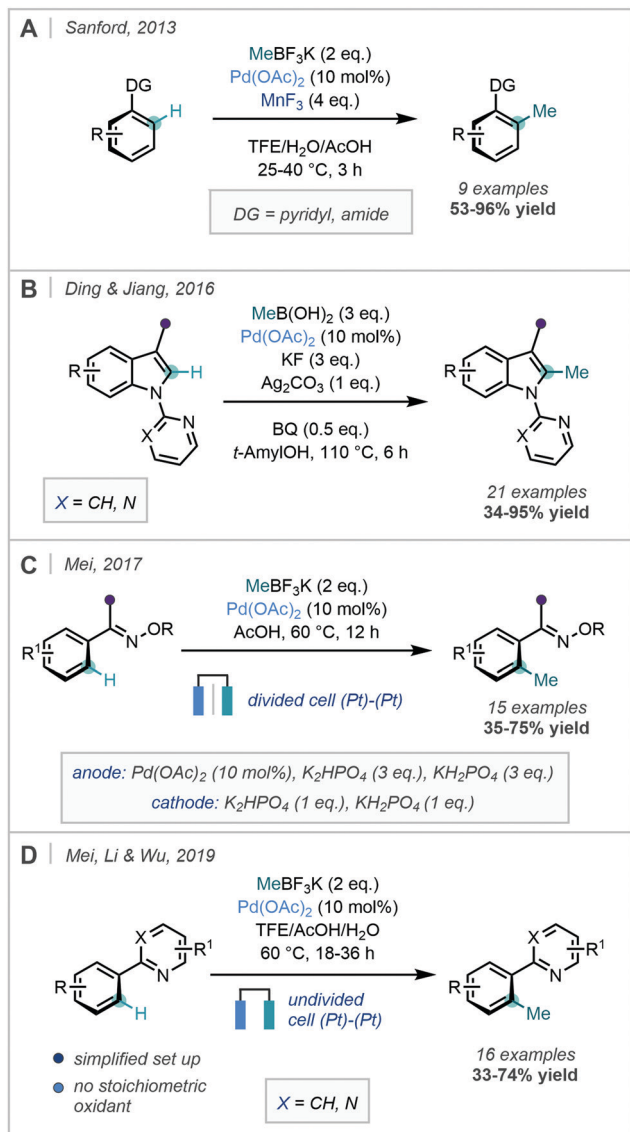 A | Sanford, 2013
MeBF₃K (2 eq.)
Pd(OAc)₂ (10 mol%)
MnF₃ (4 eq.)
TFE/H₂O/AcOH
25-40 °C, 3 h
DG
H
R
DG
Me
R
DG = pyridyl, amide
9 examples
53-96% yield
B | Ding & Jiang, 2016
MeB(OH)₂ (3 eq.)
Pd(OAc)₂ (10 mol%)
KF (3 eq.)
Ag₂CO₃ (1 eq.)
BQ (0.5 eq.)
t-AmylOH, 110 °C, 6 h
R
H
N
X
N
R
Me
N
X
N
X = CH, N
21 examples
34-95% yield
C | Mei, 2017
MeBF₃K (2 eq.)
Pd(OAc)₂ (10 mol%)
AcOH, 60 °C, 12 h
R¹
N
OR
H
R¹
N
OR
Me
divided cell (Pt)-(Pt)
15 examples
35-75% yield
anode: Pd(OAc)₂ (10 mol%), K₂HPO₄ (3 eq.), KH₂PO₄ (3 eq.)
cathode: K₂HPO₄ (1 eq.), KH₂PO₄ (1 eq.)
D | Mei, Li & Wu, 2019
MeBF₃K (2 eq.)
Pd(OAc)₂ (10 mol%)
TFE/AcOH/H₂O
60 °C, 18-36 h
X
R¹
N
R
H
X
R¹
N
R
Me
undivided
cell (Pt)-(Pt)
simplified set up
no stoichiometric
oxidant
X = CH, N
16 examples
33-74% yield